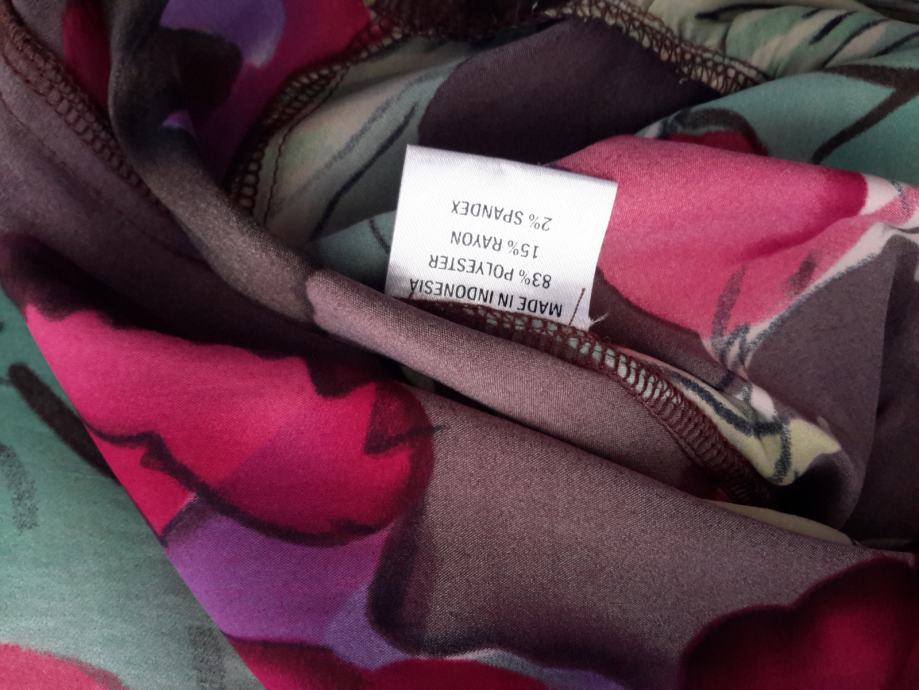 MADE IN INDONESIA
83% POLYESTER
15% RAYON
2% SPANDEX